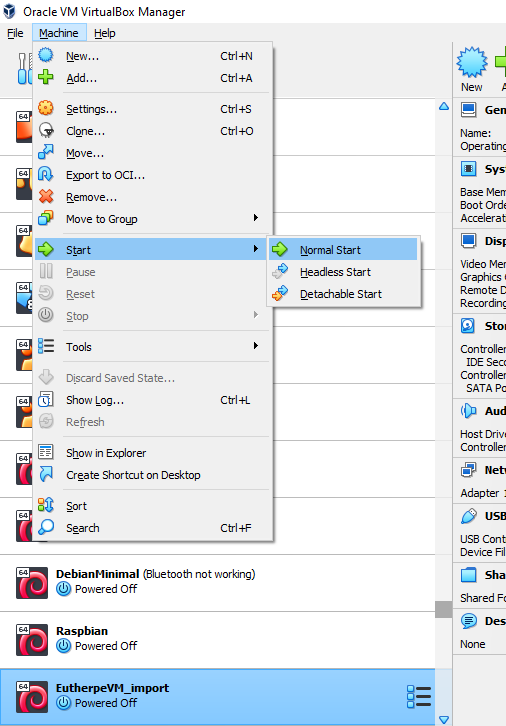 Oracle VM VirtualBox Manager
File Machine Help
New... Ctrl+N
Add... Ctrl+A
Settings... Ctrl+S
Clone... Ctrl+O
Move...
Export to OCI...
Remove...
Move to Group
Start
Normal Start
Headless Start
Detachable Start
Pause
Reset
Stop
Tools
Discard Saved State...
Show Log... Ctrl+L
Refresh
Show in Explorer
Create Shortcut on Desktop
Sort
Search Ctrl+F
64
64
64
64
64
64
64
64
64 DebianMinimal (Bluetooth not working)
Powered Off
64 Raspbian
Powered Off
64 EutherpeVM_import
Powered Off
New A
Gen
Name:
Operating
Sys
Base Mem
Boot Orde
Accelerat
Disp
Video Mem
Graphics C
Remote D
Recording
Stor
Controller
IDE Secon
Controller
SATA Po
Aud
Host Drive
Controller
Netw
Adapter 1
USB
USB Cont
Device File
Sha
Shared Fo
Des
None